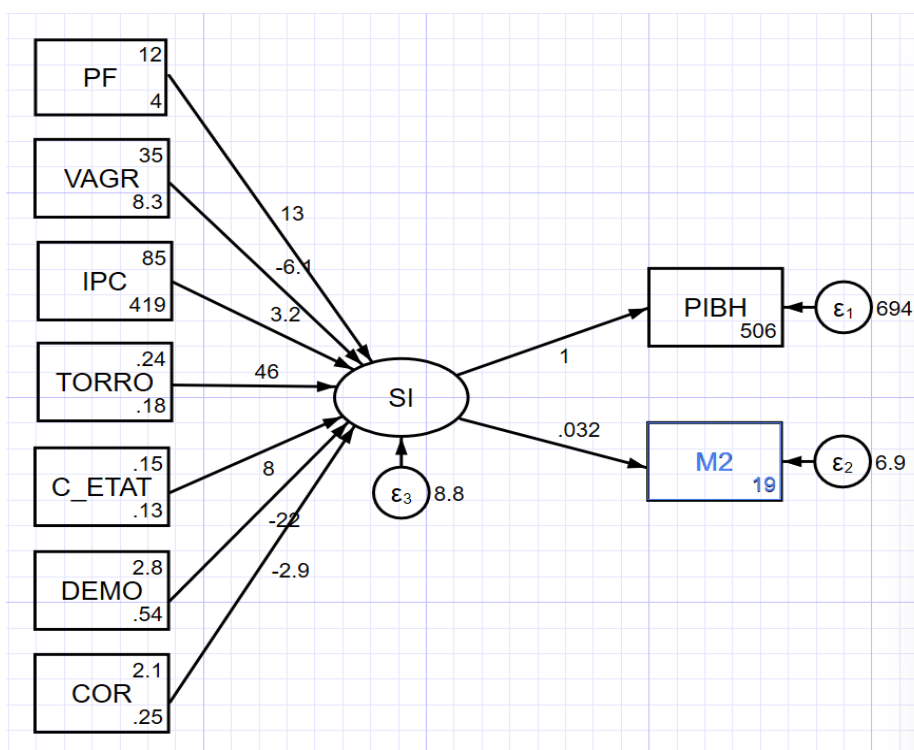 12
PF
4
35
VAGR
8.3
85
IPC
419
.24
TORRO
.18
.15
C_ETAT
.13
2.8
DEMO
.54
2.1
COR
.25
13
-6.1
3.2
46
8
-22
-2.9
SI
ε3
8.8
1
.032
PIBH
506
ε1
694
M2
19
ε2
6.9